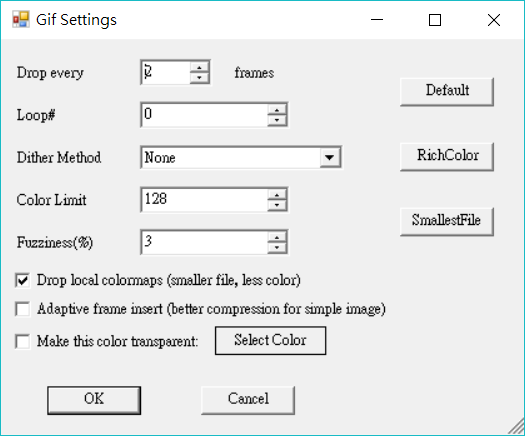 Gif Settings
Drop every 2 frames
Default
Loop# 0
Dither Method None
RichColor
Color Limit 128
SmallestFile
Fuzziness(%) 3
Drop local colormaps (smaller file, less color)
Adaptive frame insert (better compression for simple image)
Make this color transparent: Select Color
OK Cancel